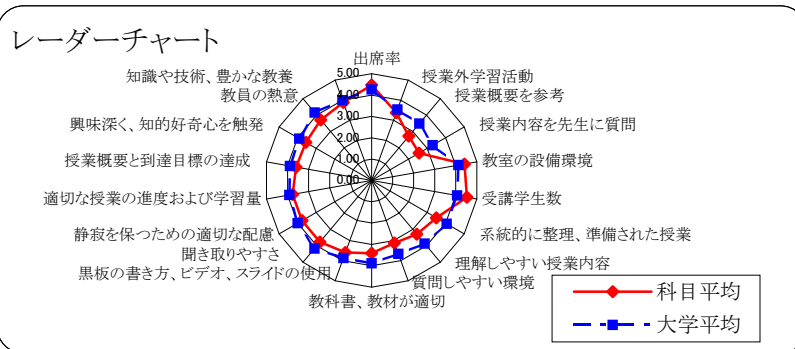 レーダーチャート
出席率
授業外学習活動
授業概要を参考
授業内容を先生に質問
教室の設備環境
受講学生数
系統的に整理、準備された授業
理解しやすい授業内容
質問しやすい環境
教科書、教材が適切
黒板の書き方、ビデオ、スライドの使用
聞き取りやすさ
静寂を保つための適切な配慮
適切な授業の進度および学習量
授業概要と到達目標の達成
興味深く、知的好奇心を触発
教員の熱意
知識や技術、豊かな教養
5.00
4.00
3.00
2.00
1.00
0.00
科目平均
大学平均